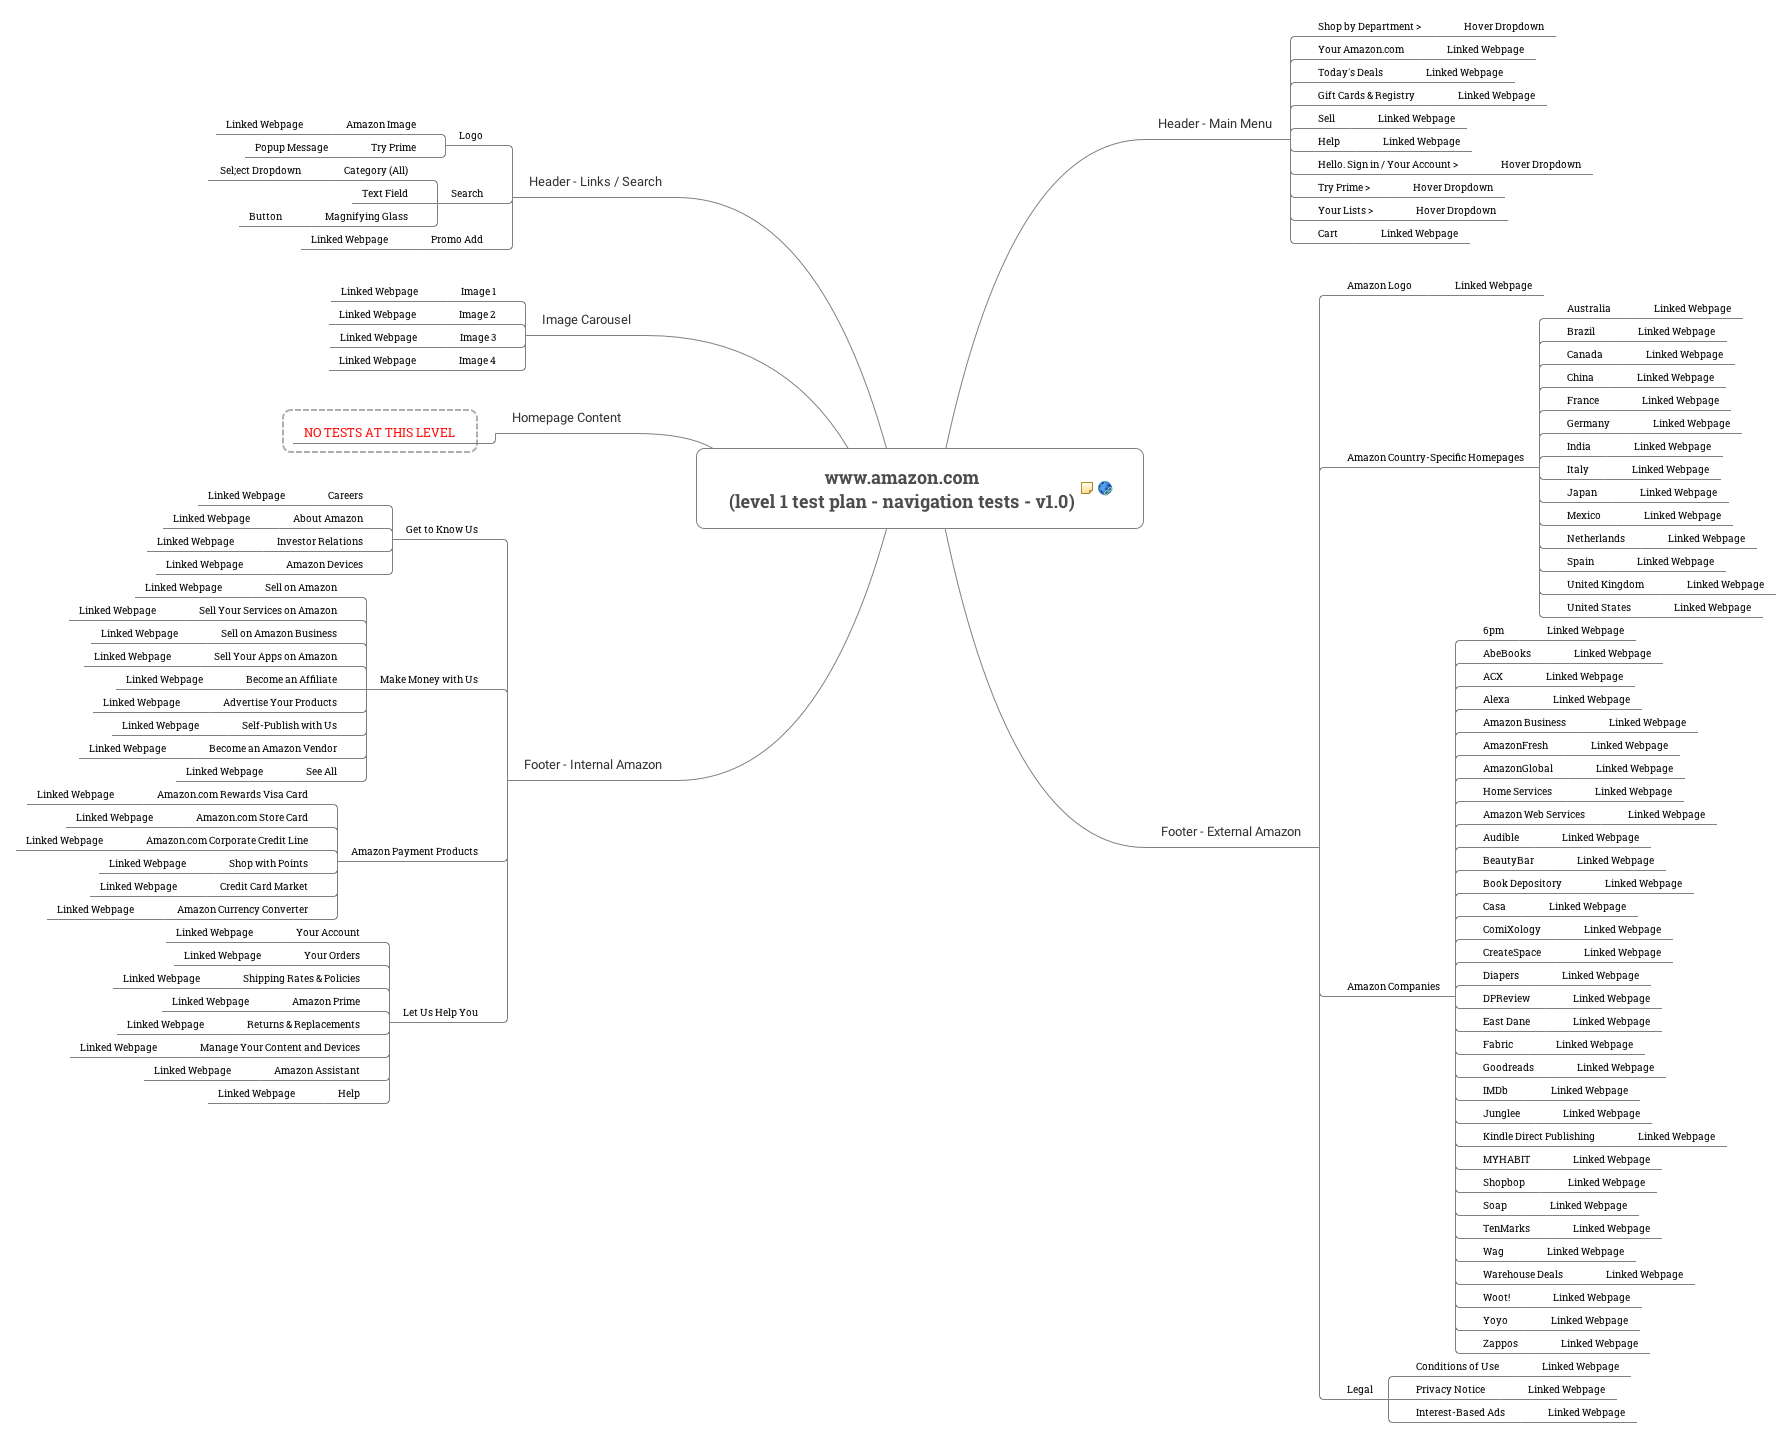 www.amazon.com
(level 1 test plan - navigation tests - v1.0)
Header - Main Menu
Shop by Department > Hover Dropdown
Your Amazon.com Linked Webpage
Today's Deals Linked Webpage
Gift Cards & Registry Linked Webpage
Sell Linked Webpage
Help Linked Webpage
Hello. Sign in / Your Account > Hover Dropdown
Try Prime > Hover Dropdown
Your Lists > Hover Dropdown
Cart Linked Webpage
Footer - External Amazon
Amazon Logo Linked Webpage
Amazon Country-Specific Homepages
Australia Linked Webpage
Brazil Linked Webpage
Canada Linked Webpage
China Linked Webpage
France Linked Webpage
Germany Linked Webpage
India Linked Webpage
Italy Linked Webpage
Japan Linked Webpage
Mexico Linked Webpage
Netherlands Linked Webpage
Spain Linked Webpage
United Kingdom Linked Webpage
United States Linked Webpage
Amazon Companies
6pm Linked Webpage
AbeBooks Linked Webpage
ACX Linked Webpage
Alexa Linked Webpage
Amazon Business Linked Webpage
AmazonFresh Linked Webpage
AmazonGlobal Linked Webpage
Home Services Linked Webpage
Amazon Web Services Linked Webpage
Audible Linked Webpage
BeautyBar Linked Webpage
Book Depository Linked Webpage
Casa Linked Webpage
ComiXology Linked Webpage
CreateSpace Linked Webpage
Diapers Linked Webpage
DPReview Linked Webpage
East Dane Linked Webpage
Fabric Linked Webpage
Goodreads Linked Webpage
IMDb Linked Webpage
Junglee Linked Webpage
Kindle Direct Publishing Linked Webpage
MYHABIT Linked Webpage
Shopbop Linked Webpage
Soap Linked Webpage
TenMarks Linked Webpage
Wag Linked Webpage
Warehouse Deals Linked Webpage
Woot! Linked Webpage
Yoyo Linked Webpage
Zappos Linked Webpage
Legal
Conditions of Use Linked Webpage
Privacy Notice Linked Webpage
Interest-Based Ads Linked Webpage
Header - Links / Search
Logo
Linked Webpage Amazon Image
Popup Message Try Prime
Search
Sel;ect Dropdown Category (All)
Text Field
Button Magnifying Glass
Linked Webpage Promo Add
Image Carousel
Linked Webpage Image 1
Linked Webpage Image 2
Linked Webpage Image 3
Linked Webpage Image 4
Homepage Content
NO TESTS AT THIS LEVEL
Footer - Internal Amazon
Get to Know Us
Linked Webpage Careers
Linked Webpage About Amazon
Linked Webpage Investor Relations
Linked Webpage Amazon Devices
Make Money with Us
Linked Webpage Sell on Amazon
Linked Webpage Sell Your Services on Amazon
Linked Webpage Sell on Amazon Business
Linked Webpage Sell Your Apps on Amazon
Linked Webpage Become an Affiliate
Linked Webpage Advertise Your Products
Linked Webpage Self-Publish with Us
Linked Webpage Become an Amazon Vendor
Linked Webpage See All
Amazon Payment Products
Linked Webpage Amazon.com Rewards Visa Card
Linked Webpage Amazon.com Store Card
Linked Webpage Amazon.com Corporate Credit Line
Linked Webpage Shop with Points
Linked Webpage Credit Card Market
Linked Webpage Amazon Currency Converter
Let Us Help You
Linked Webpage Your Account
Linked Webpage Your Orders
Linked Webpage Shipping Rates & Policies
Linked Webpage Amazon Prime
Linked Webpage Returns & Replacements
Linked Webpage Manage Your Content and Devices
Linked Webpage Amazon Assistant
Linked Webpage Help